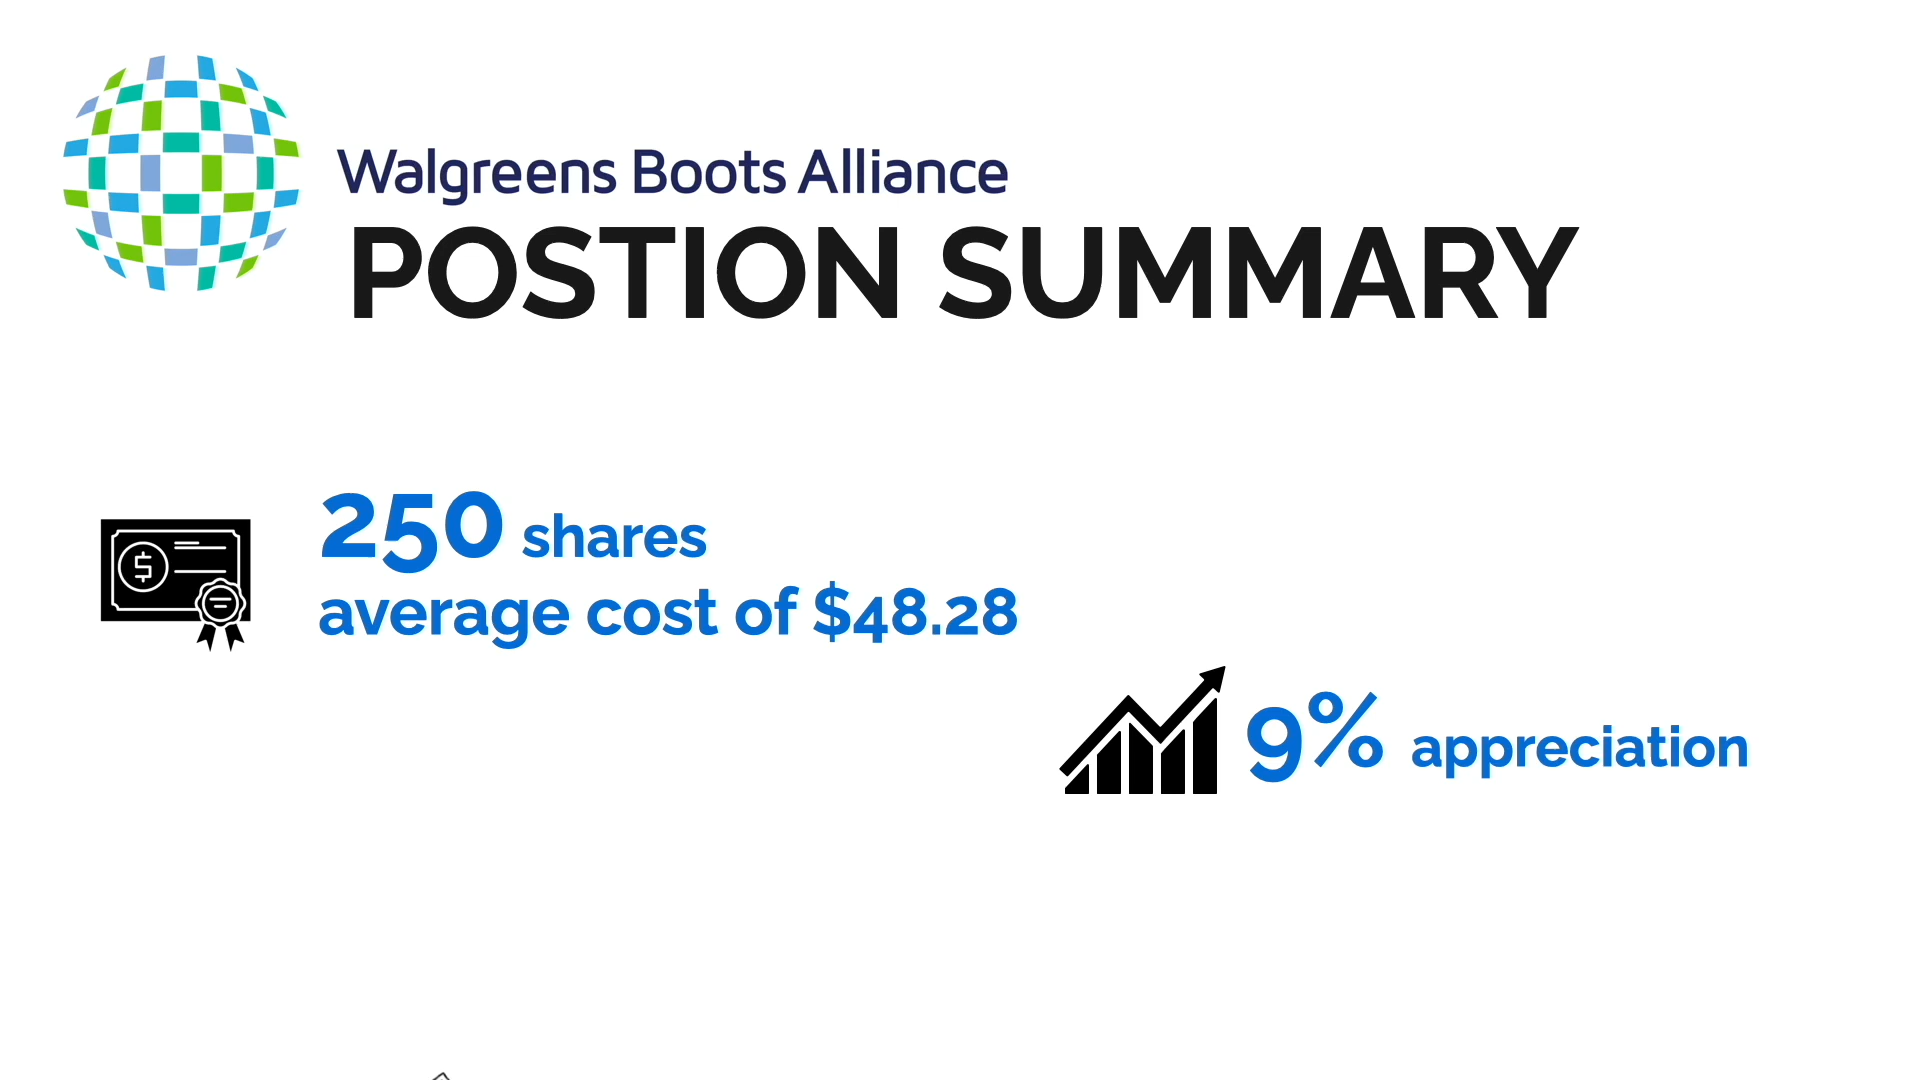 Walgreens Boots Alliance
POSTION SUMMARY
250 shares
average cost of $48.28
9% appreciation